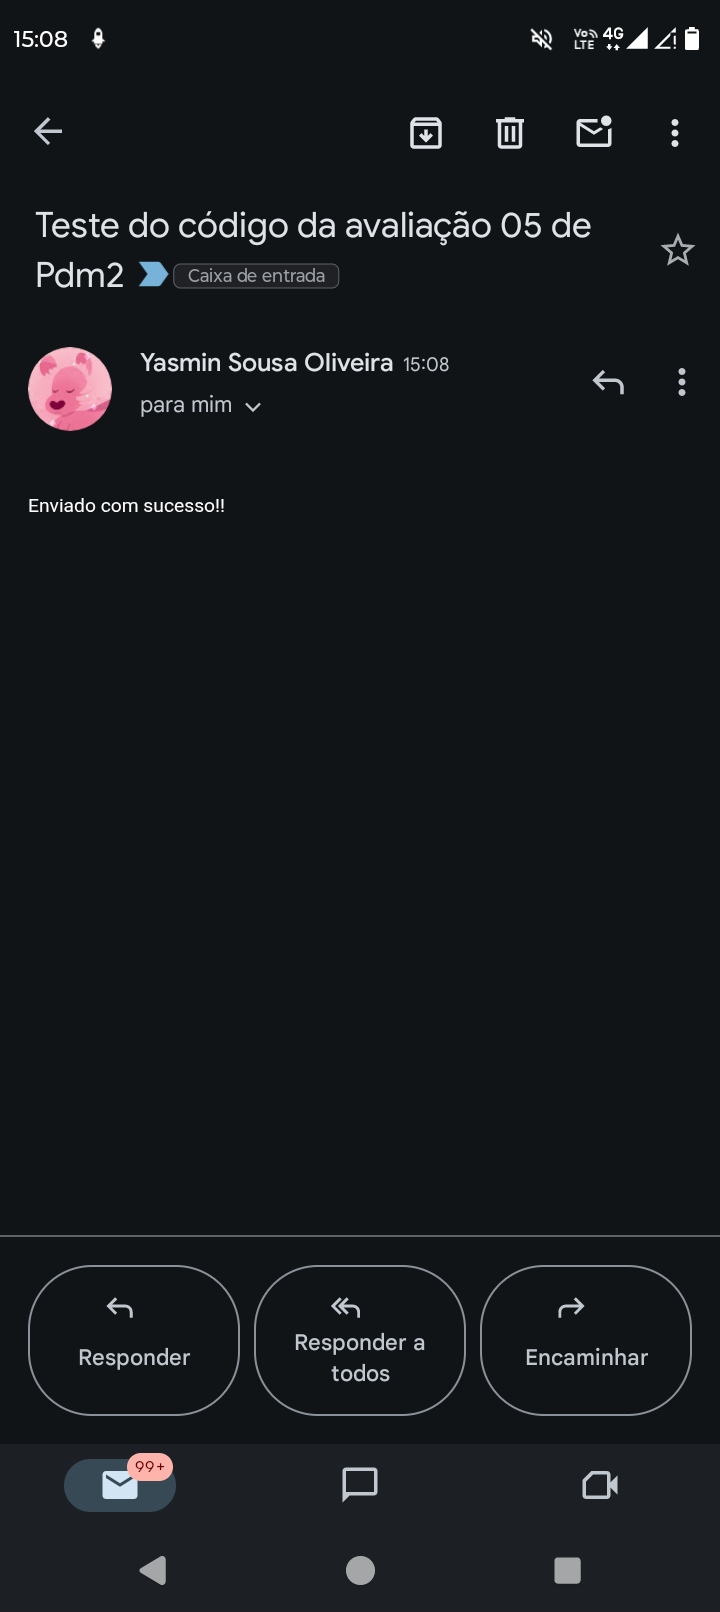 15:08
Vo
LTE
4G
Teste do código da avaliação 05 de
Pdm2 Caixa de entrada
Yasmin Sousa Oliveira 15:08
para mim
Enviado com sucesso!!
Responder
Responder a
todos
Encaminhar
99+